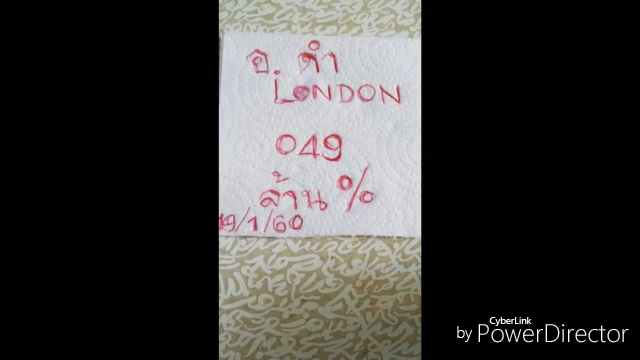 อ. ดำ
LONDON
049
ล้าน %
19/1/60
CyberLink
by PowerDirector